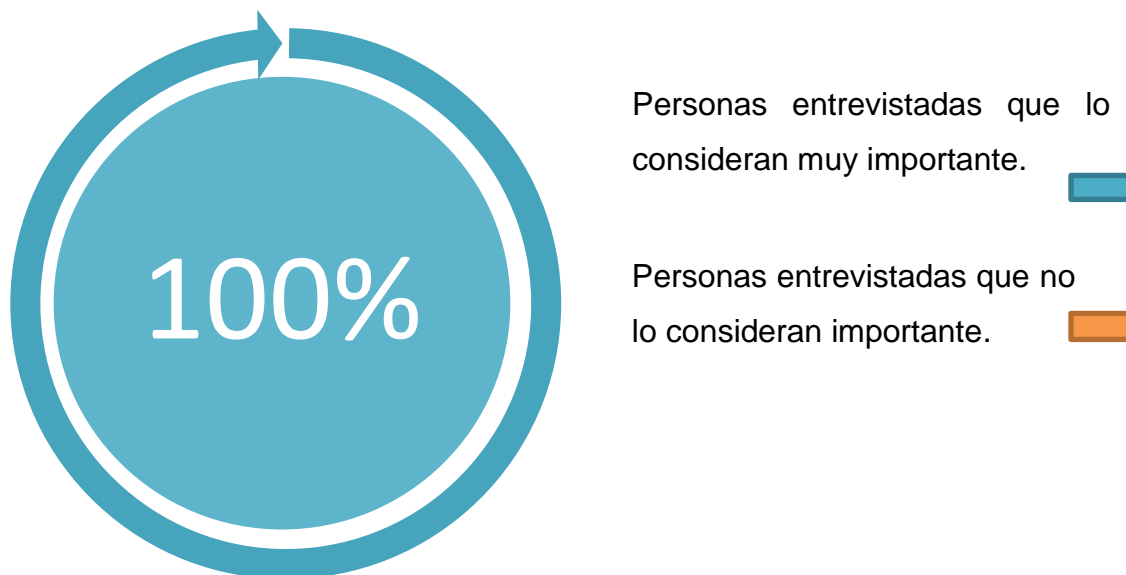 100%
Personas entrevistadas que lo
consideran muy importante.
Personas entrevistadas que no
lo consideran importante.